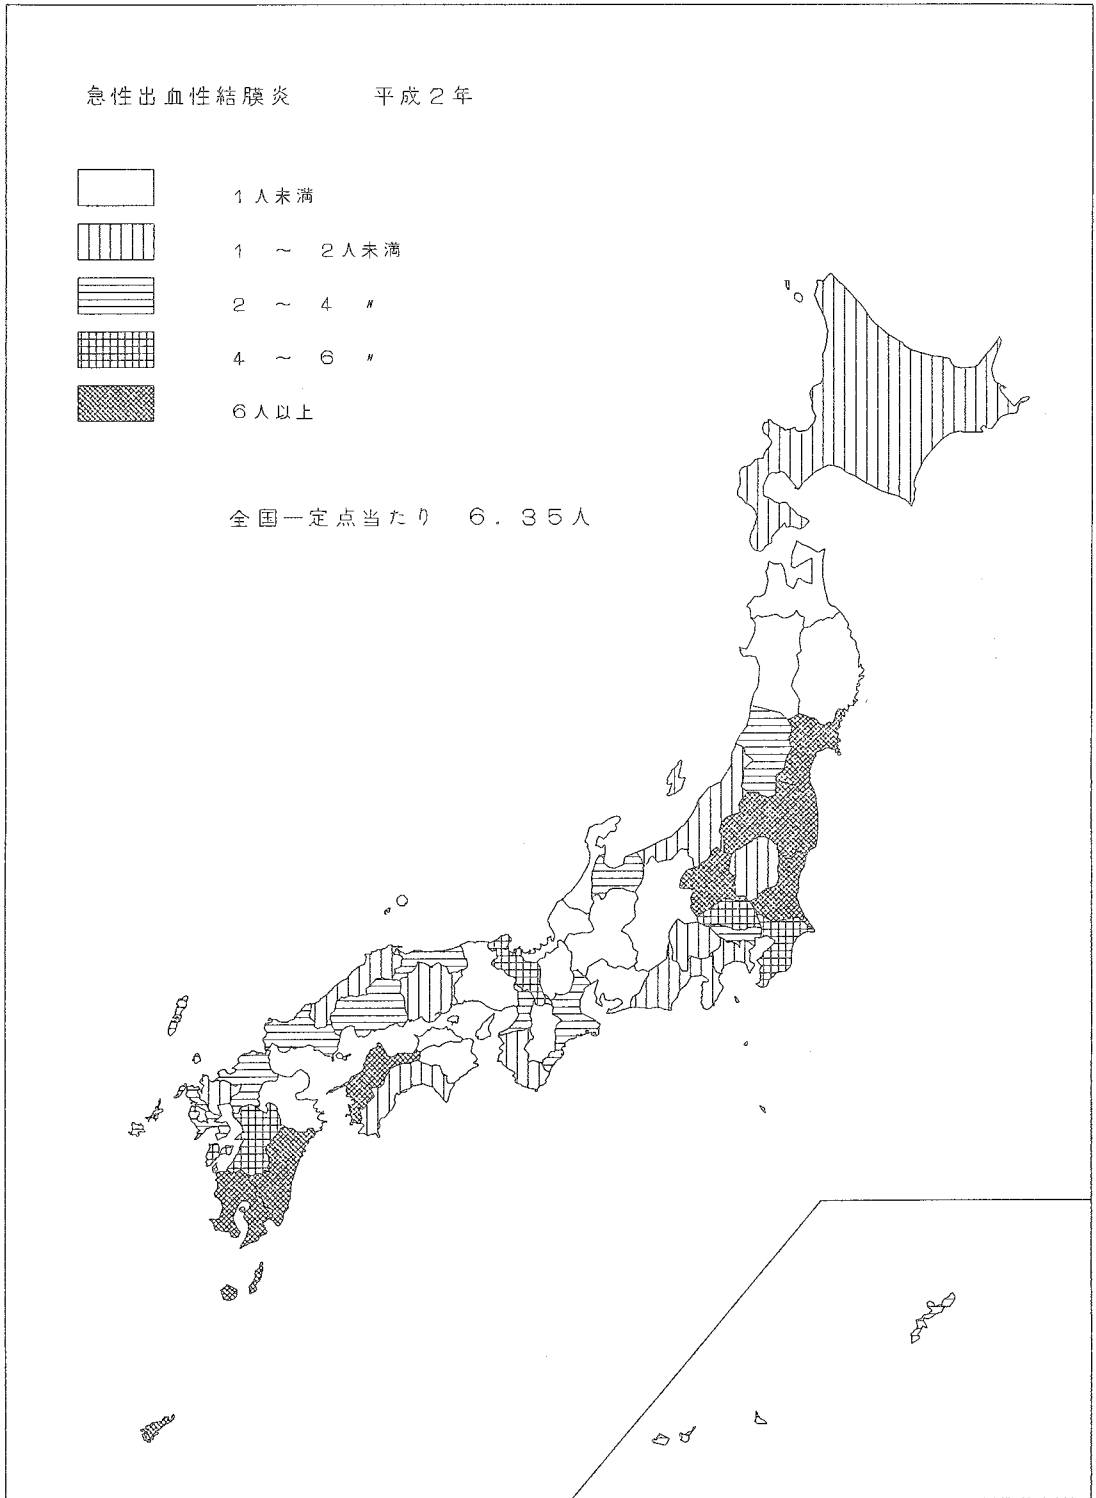 急性出血性結膜炎 平成2年
1人未満
1 ～ 2人未満
2 ～ 4 〃
4 ～ 6 〃
6人以上
全国一定点当たり 6.35人